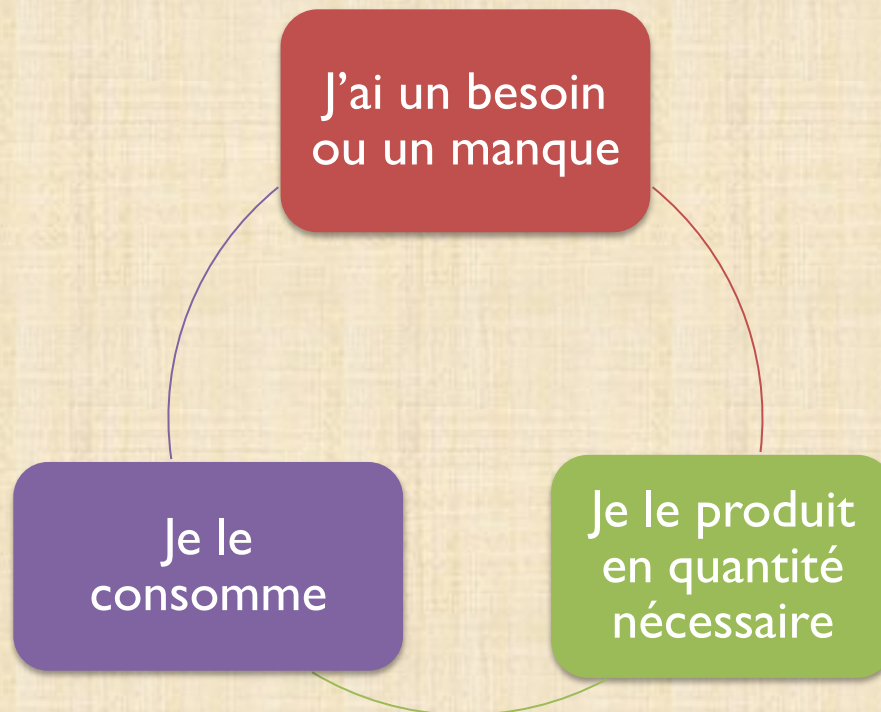 J’ai un besoin
ou un manque
Je le produit
en quantité
nécessaire
Je le
consomme